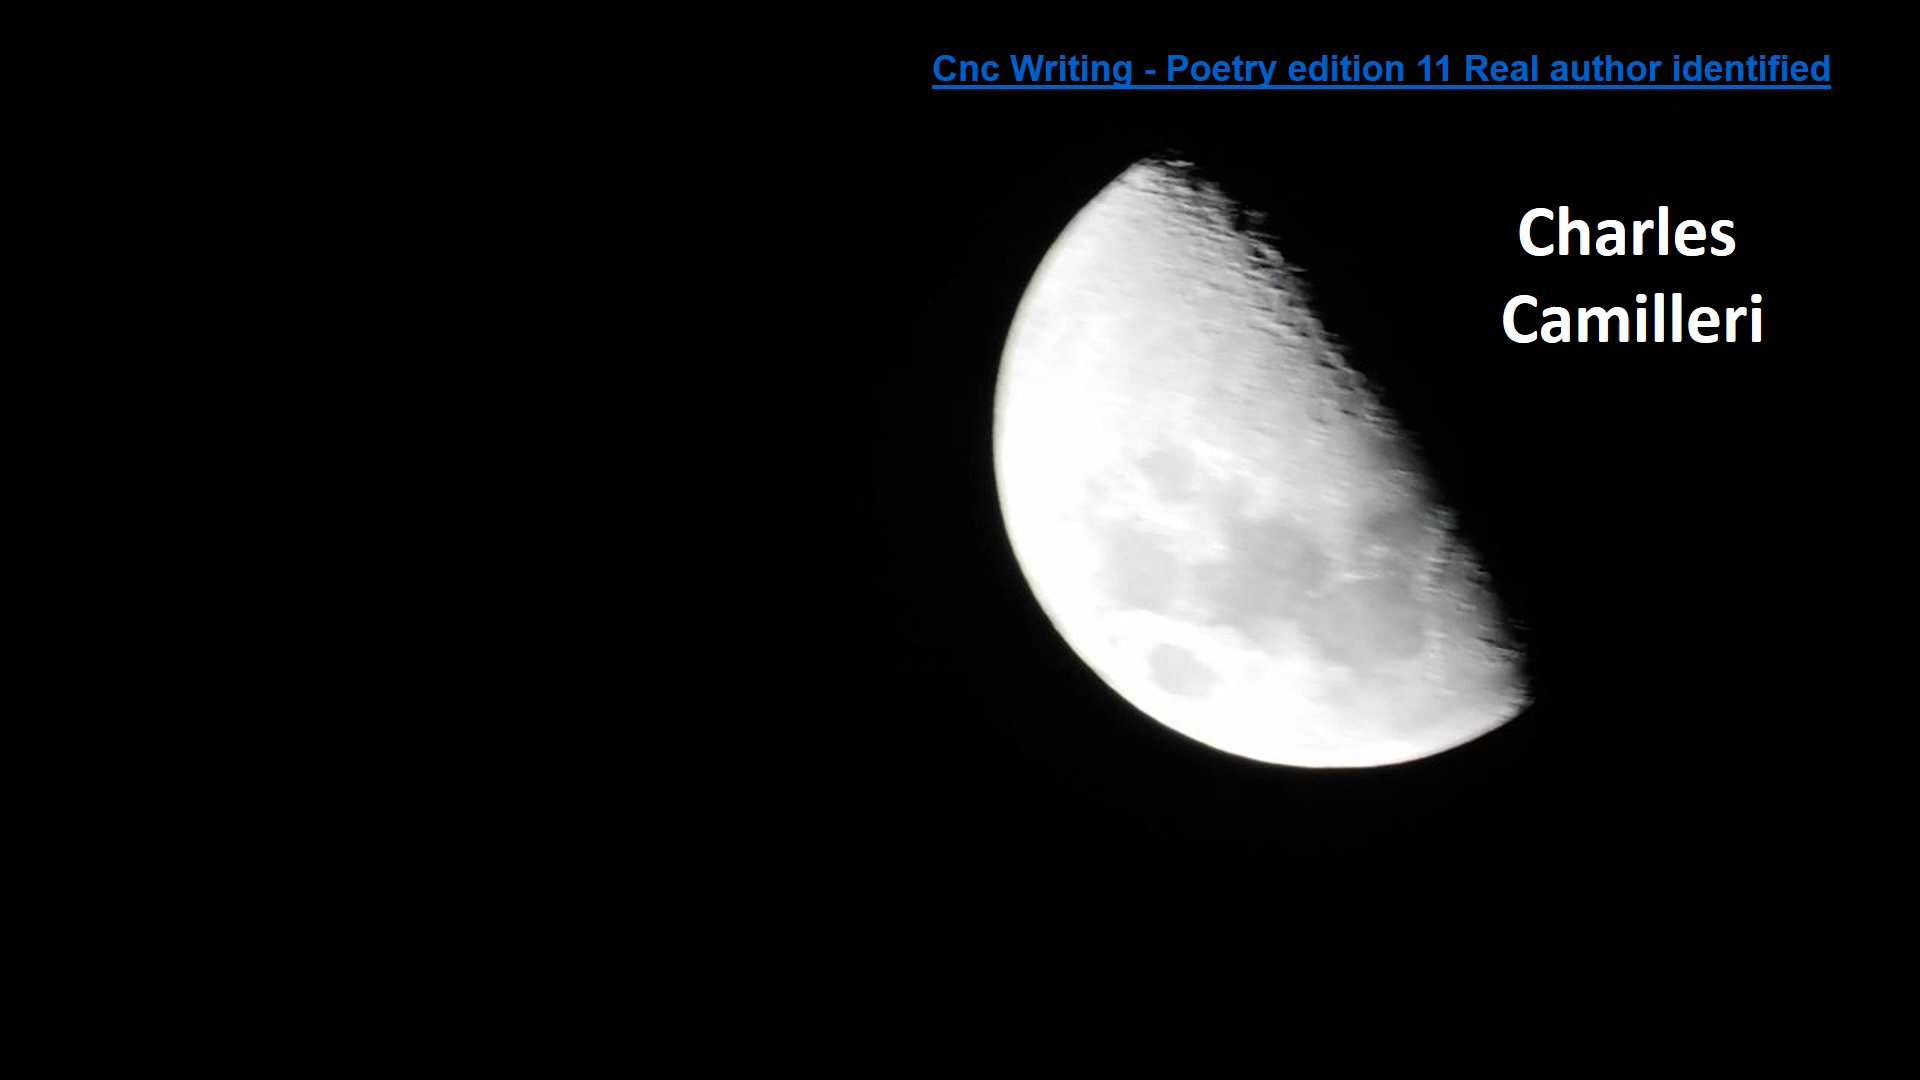 Cnc Writing - Poetry edition 11 Real author identified
Charles
Camilleri